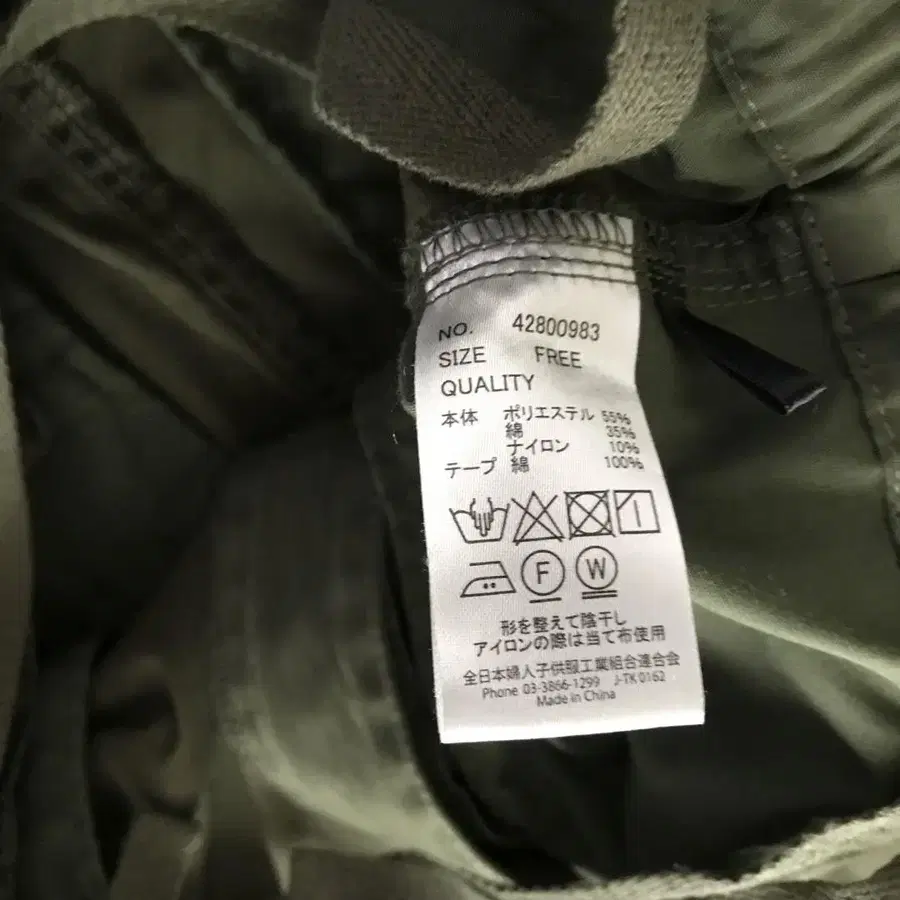 NO. 42800983
SIZE FREE
QUALITY
本体 ポリエステル 55%
綿 35%
ナイロン 10%
テープ 綿 100%
F W
形を整えて陰干し
アイロンの際は当て布使用
全日本婦人子供服工業組合連合会
Phone 03-3866-1299 J-TK 0162
Made in China